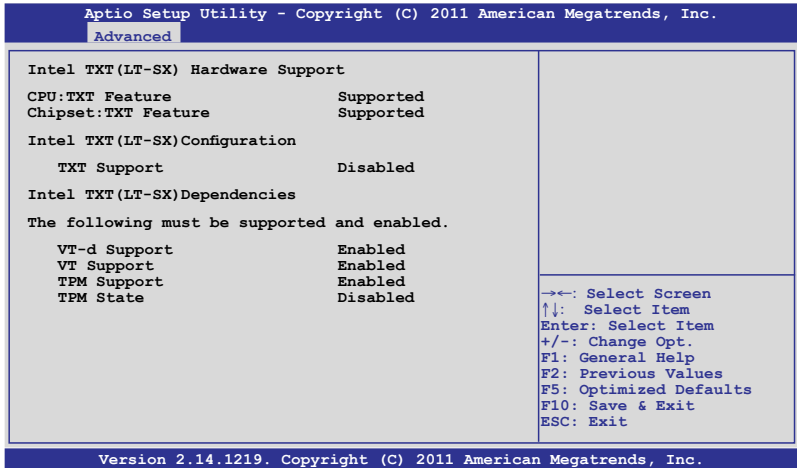 Aptio Setup Utility - Copyright (C) 2011 American Megatrends, Inc.
Advanced
Intel TXT(LT-SX) Hardware Support
CPU:TXT Feature Supported
Chipset:TXT Feature Supported
Intel TXT(LT-SX)Configuration
TXT Support Disabled
Intel TXT(LT-SX)Dependencies
The following must be supported and enabled.
VT-d Support Enabled
VT Support Enabled
TPM Support Enabled
TPM State Disabled
→←: Select Screen
↑↓: Select Item
Enter: Select Item
+/-: Change Opt.
F1: General Help
F2: Previous Values
F5: Optimized Defaults
F10: Save & Exit
ESC: Exit
Version 2.14.1219. Copyright (C) 2011 American Megatrends, Inc.